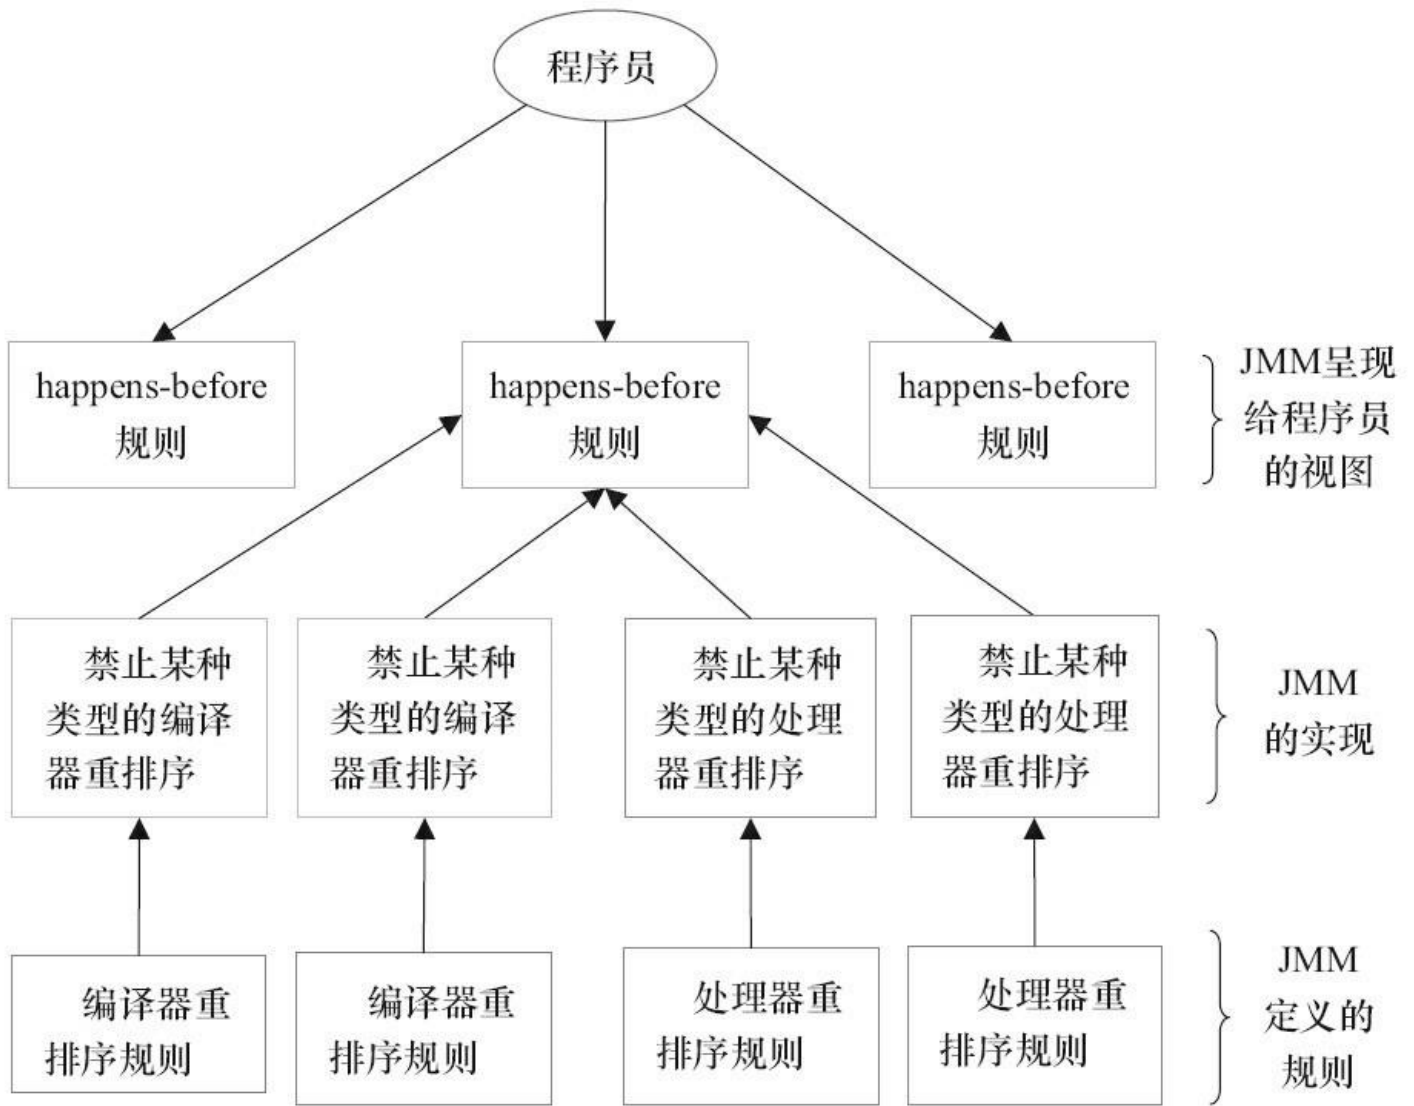 程序员
happens-before
规则
happens-before
规则
happens-before
规则
JMM呈现
给程序员
的视图
禁止某种
类型的编译
器重排序
禁止某种
类型的编译
器重排序
禁止某种
类型的处理
器重排序
禁止某种
类型的处理
器重排序
JMM
的实现
编译器重
排序规则
编译器重
排序规则
处理器重
排序规则
处理器重
排序规则
JMM
定义的
规则